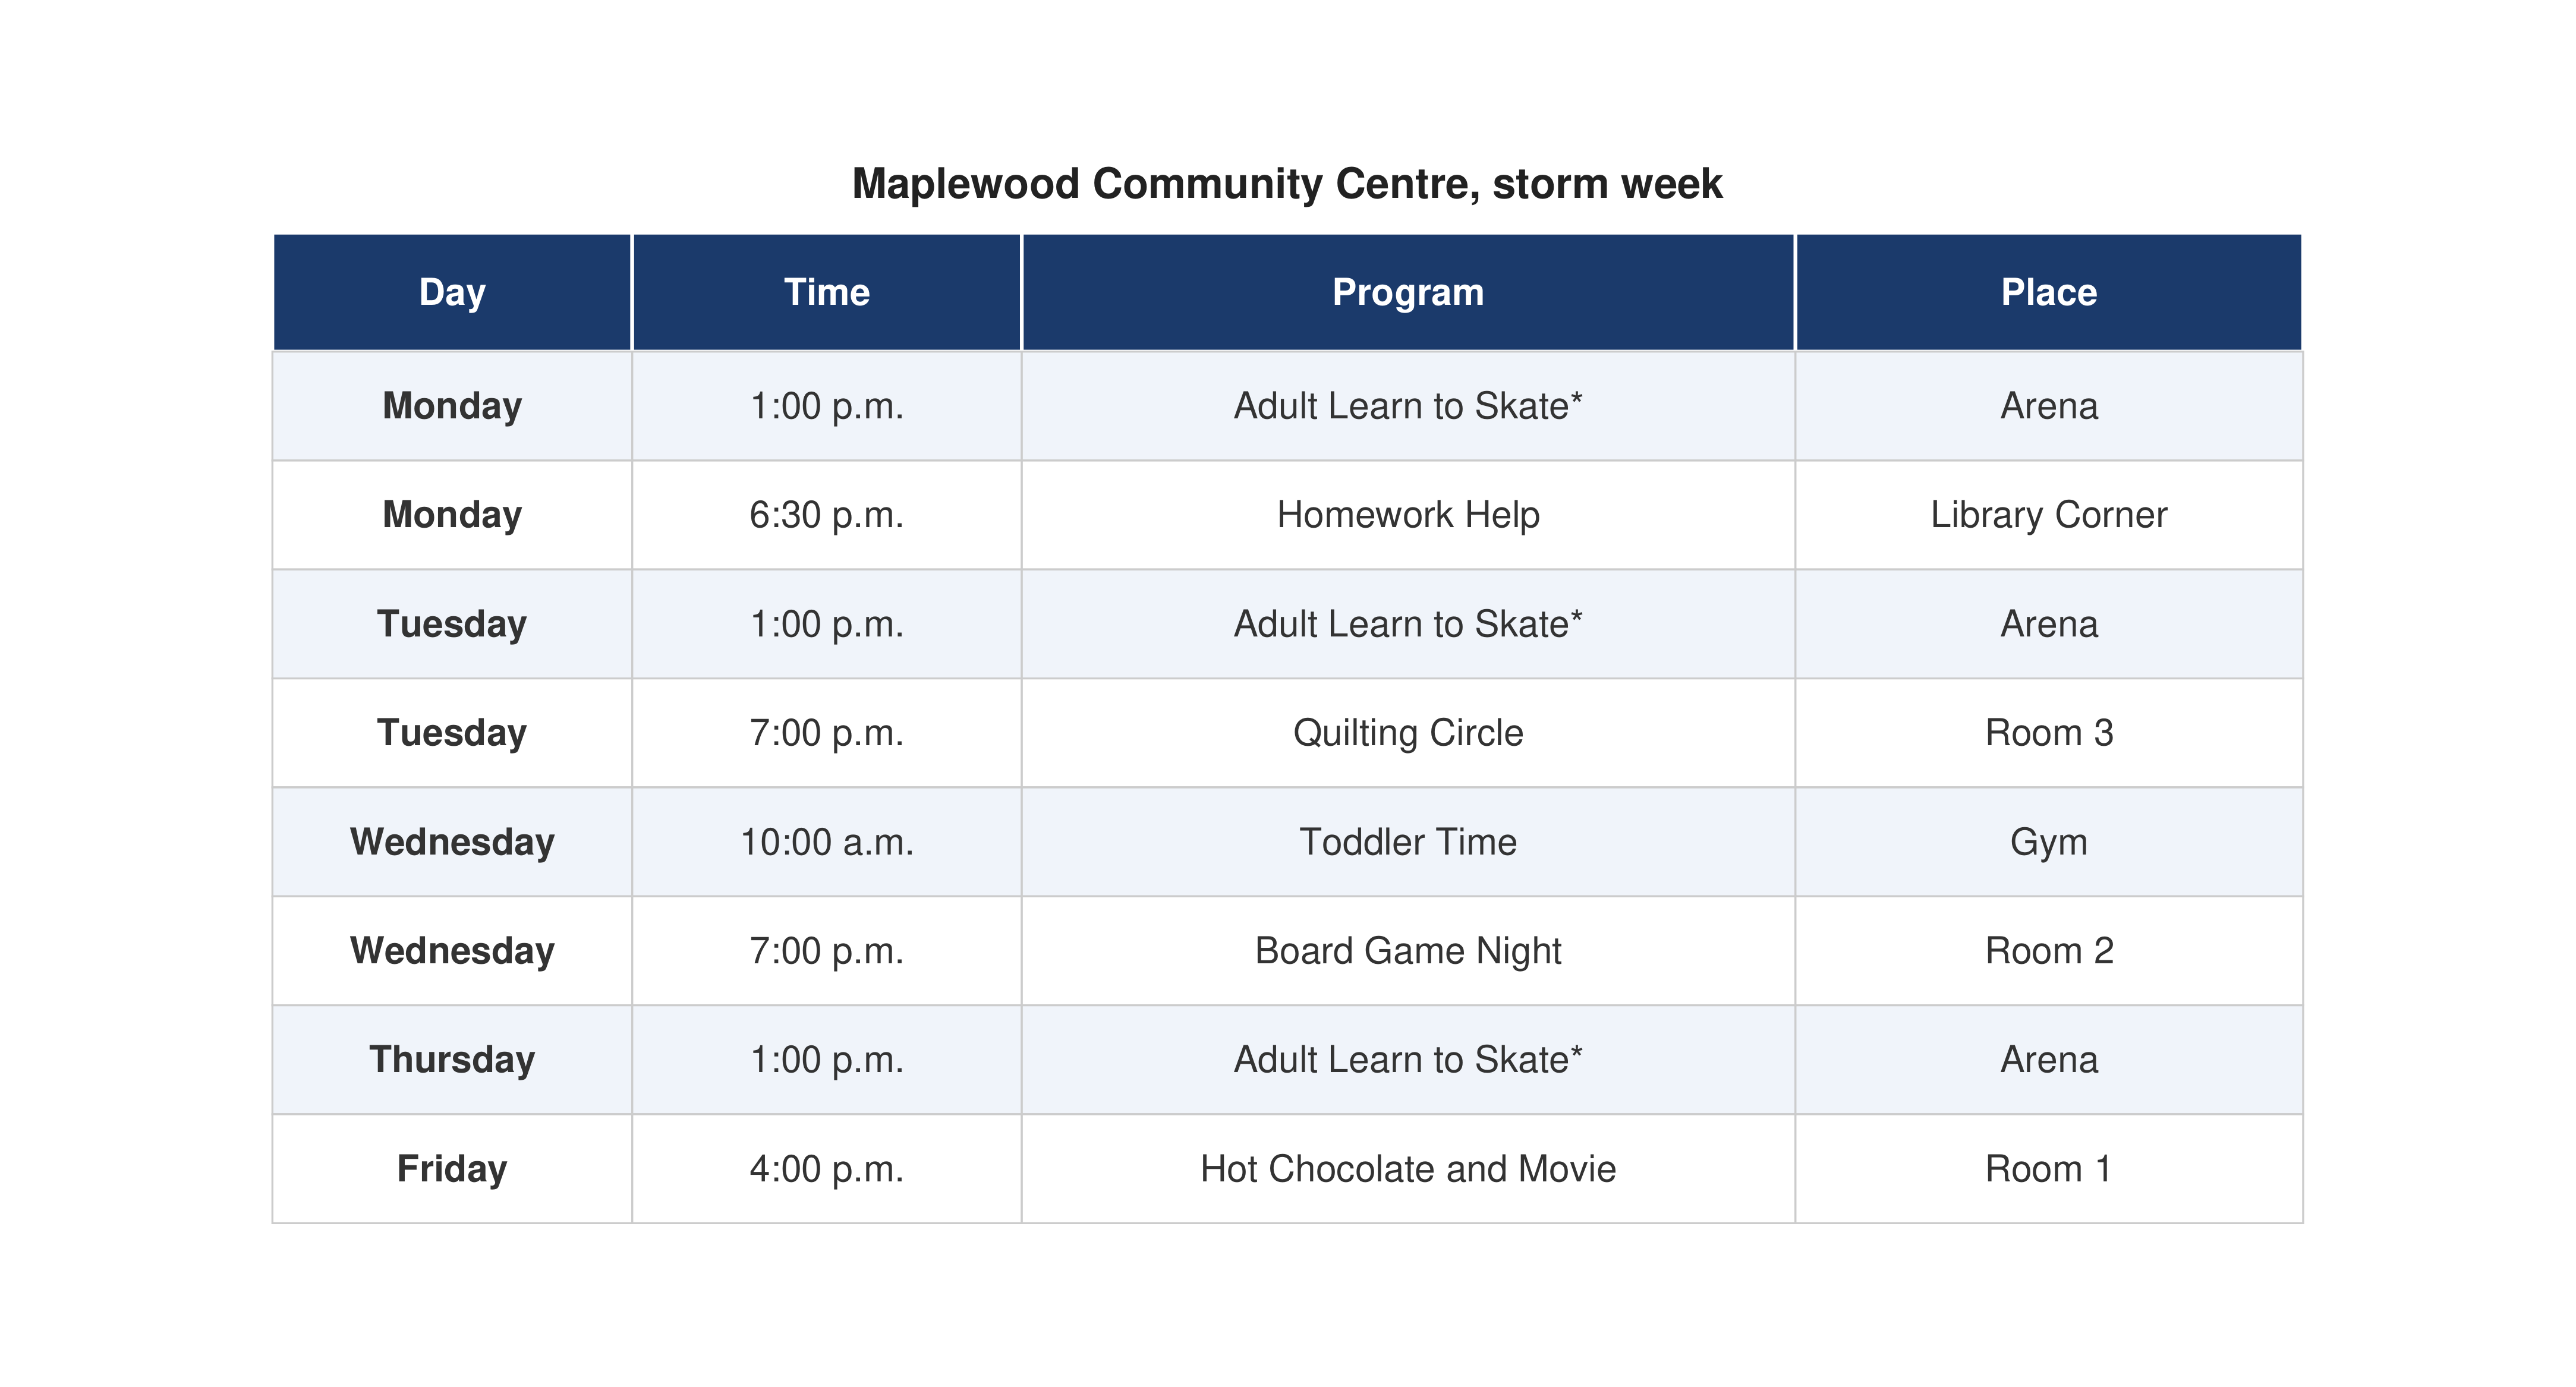 Maplewood Community Centre, storm week
Day Time Program Place
Monday 1:00 p.m. Adult Learn to Skate* Arena
Monday 6:30 p.m. Homework Help Library Corner
Tuesday 1:00 p.m. Adult Learn to Skate* Arena
Tuesday 7:00 p.m. Quilting Circle Room 3
Wednesday 10:00 a.m. Toddler Time Gym
Wednesday 7:00 p.m. Board Game Night Room 2
Thursday 1:00 p.m. Adult Learn to Skate* Arena
Friday 4:00 p.m. Hot Chocolate and Movie Room 1